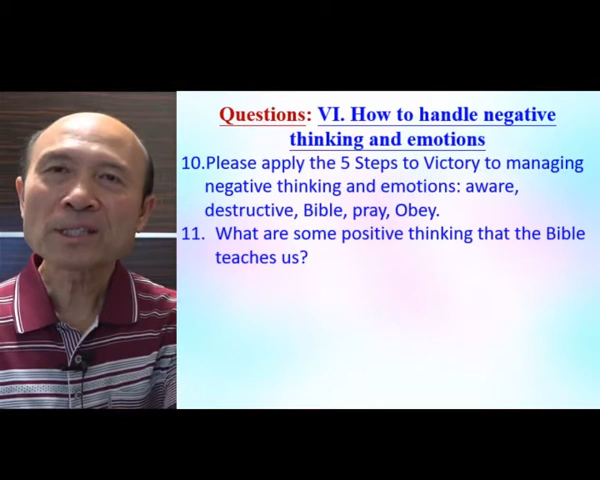 Questions: VI. How to handle negative
thinking and emotions
10.Please apply the 5 Steps to Victory to managing
negative thinking and emotions: aware,
destructive, Bible, pray, Obey.
11. What are some positive thinking that the Bible
teaches us?